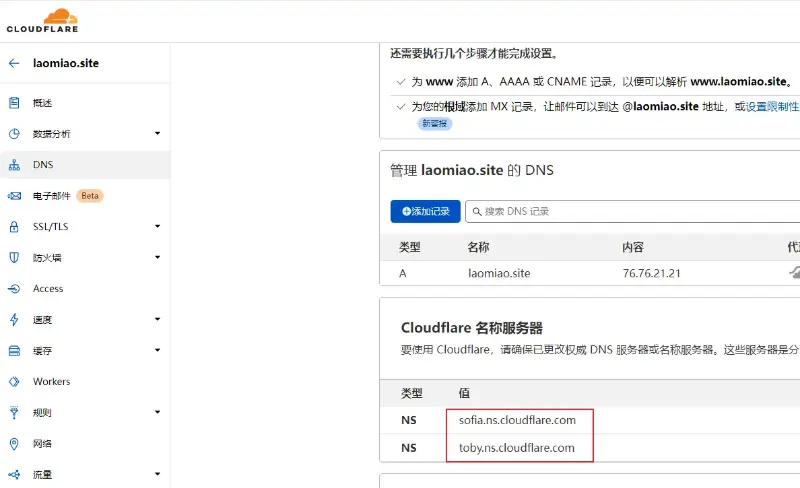 CLOUDFLARE
laomiao.site
概述
数据分析
DNS
电子邮件 Beta
SSL/TLS
防火墙
Access
速度
缓存
Workers
规则
网络
流量
还需要执行几个步骤才能完成设置。
为 www 添加 A、AAAA 或 CNAME 记录，以便可以解析 www.laomiao.site。
为您的根域添加 MX 记录，让邮件可以到达 @laomiao.site 地址，或设置限制性
新警报
管理 laomiao.site 的 DNS
添加记录
搜索 DNS 记录
类型 名称 内容
A laomiao.site 76.76.21.21
Cloudflare 名称服务器
要使用 Cloudflare，请确保已更改权威 DNS 服务器或名称服务器。这些服务器是分
类型 值
NS sofia.ns.cloudflare.com
NS toby.ns.cloudflare.com